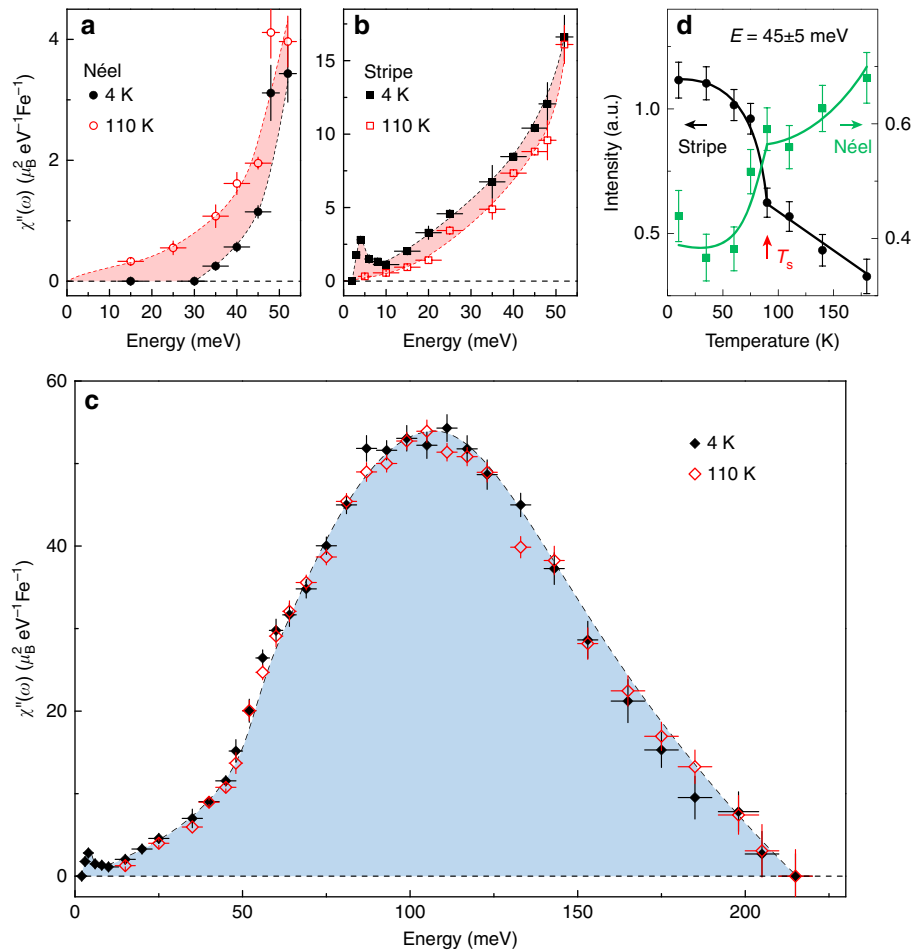 a
Néel
4 K
110 K
χ″(ω) (μ_B² eV⁻¹Fe⁻¹)
4
2
0
0 10 20 30 40 50
Energy (meV)
b
Stripe
4 K
110 K
15
10
5
0
0 10 20 30 40 50
Energy (meV)
d
E = 45±5 meV
Intensity (a.u.)
1.0
0.5
Stripe
Néel
T_s
0.6
0.4
0 50 100 150
Temperature (K)
c
4 K
110 K
χ″(ω) (μ_B² eV⁻¹Fe⁻¹)
60
40
20
0
0 50 100 150 200
Energy (meV)